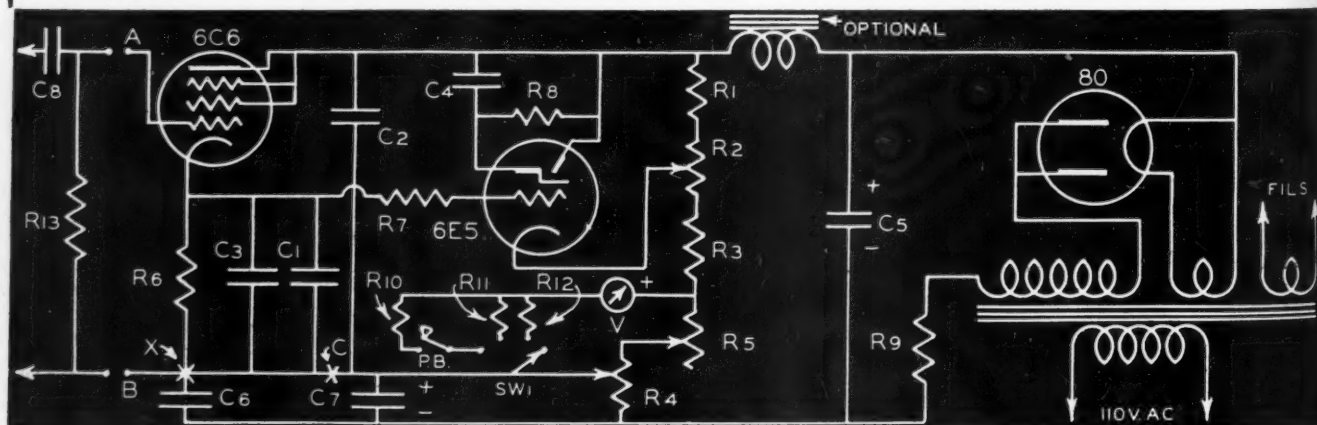 OPTIONAL
A
6C6
80
C8
C4
R8
R1
C2
R2
FILS
R13
R7
6E5
+
C5
-
C3
C1
R3
R6
R10
R11
R12
+
V
R5
R9
X
C
P.B.
SW1
B
C6
C7
+
-
R4
110V. AC